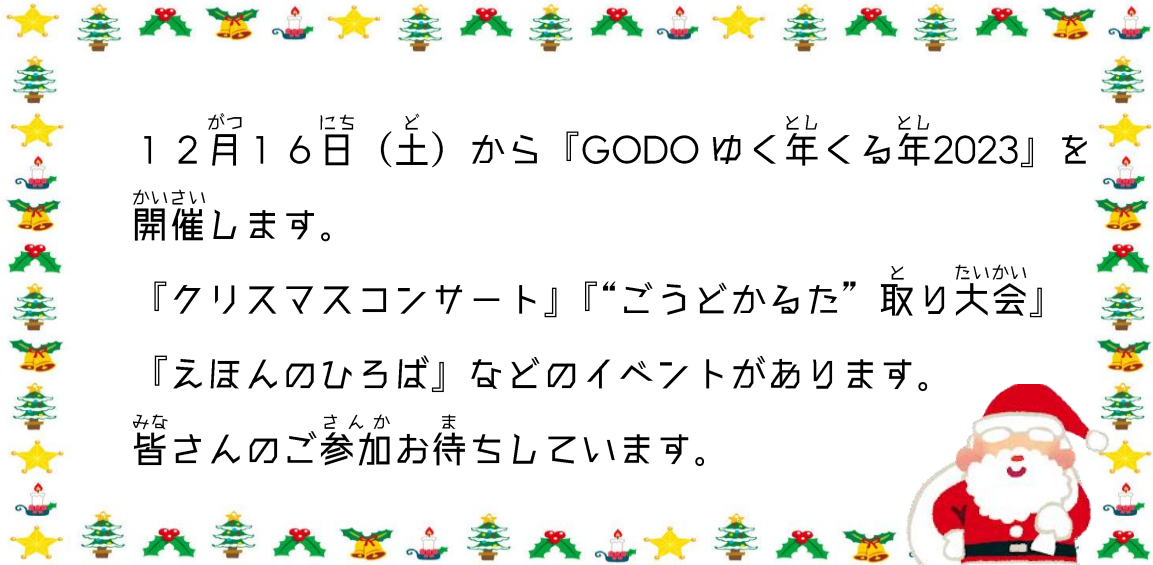 １２月１６日（土）から『GODOゆく年くる年2023』を
開催します。
『クリスマスコンサート』『“ごうどかるた”取り大会』
『えほんのひろば』などのイベントがあります。
皆さんのご参加お待ちしています。